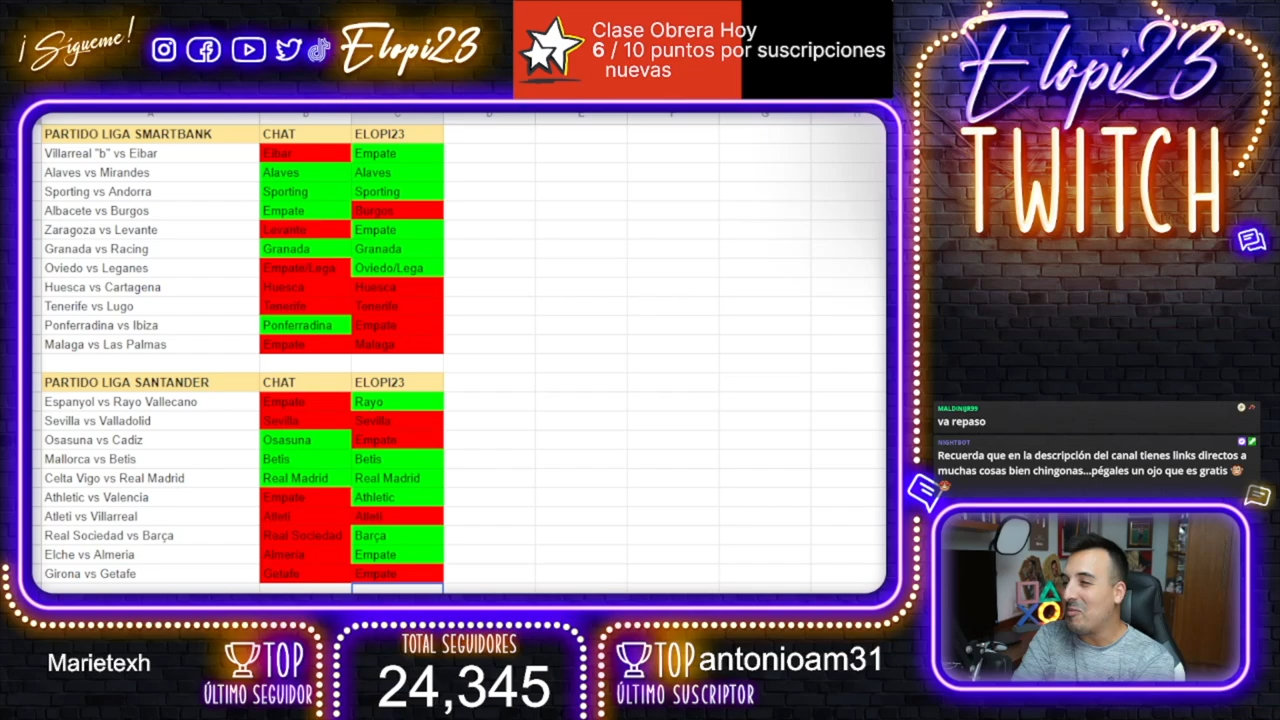 ¡Sígueme!
Elopi23
Clase Obrera Hoy
6 / 10 puntos por suscripciones
nuevas
Elopi23
TWITCH
PARTIDO LIGA SMARTBANK CHAT ELOPI23
Villarreal "b" vs Eibar Eibar Empate
Alaves vs Mirandes Alaves Alaves
Sporting vs Andorra Sporting Sporting
Albacete vs Burgos Empate Burgos
Zaragoza vs Levante Levante Empate
Granada vs Racing Granada Granada
Oviedo vs Leganes Empate/Lega Oviedo/Lega
Huesca vs Cartagena Huesca Huesca
Tenerife vs Lugo Tenerife Tenerife
Ponferradina vs Ibiza Ponferradina Empate
Malaga vs Las Palmas Empate Malaga
PARTIDO LIGA SANTANDER CHAT ELOPI23
Espanyol vs Rayo Vallecano Empate Rayo
Sevilla vs Valladolid Sevilla Sevilla
Osasuna vs Cadiz Osasuna Empate
Mallorca vs Betis Betis Betis
Celta Vigo vs Real Madrid Real Madrid Real Madrid
Athletic vs Valencia Empate Athletic
Atleti vs Villarreal Atleti Atleti
Real Sociedad vs Barça Real Sociedad Barça
Elche vs Almeria Almeria Empate
Girona vs Getafe Getafe Empate
MALDINIJR99
va repaso
NIGHTBOT
Recuerda que en la descripción del canal tienes links directos a
muchas cosas bien chingonas...pégales un ojo que es gratis
Marietexh
TOP
ÚLTIMO SEGUIDOR
TOTAL SEGUIDORES
24,345
TOP antonioam31
ÚLTIMO SUSCRIPTOR